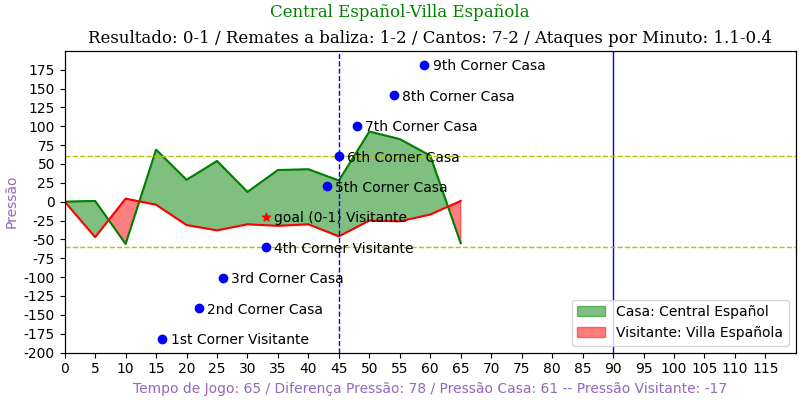 Central Español-Villa Española
Resultado: 0-1 / Remates a baliza: 1-2 / Cantos: 7-2 / Ataques por Minuto: 1.1-0.4
Pressão
175
150
125
100
75
50
25
0
-25
-50
-75
-100
-125
-150
-175
-200
9th Corner Casa
8th Corner Casa
7th Corner Casa
6th Corner Casa
5th Corner Casa
goal (0-1) Visitante
4th Corner Visitante
3rd Corner Casa
2nd Corner Casa
1st Corner Visitante
Casa: Central Español
Visitante: Villa Española
0 5 10 15 20 25 30 35 40 45 50 55 60 65 70 75 80 85 90 95 100 105 110 115
Tempo de Jogo: 65 / Diferença Pressão: 78 / Pressão Casa: 61 -- Pressão Visitante: -17